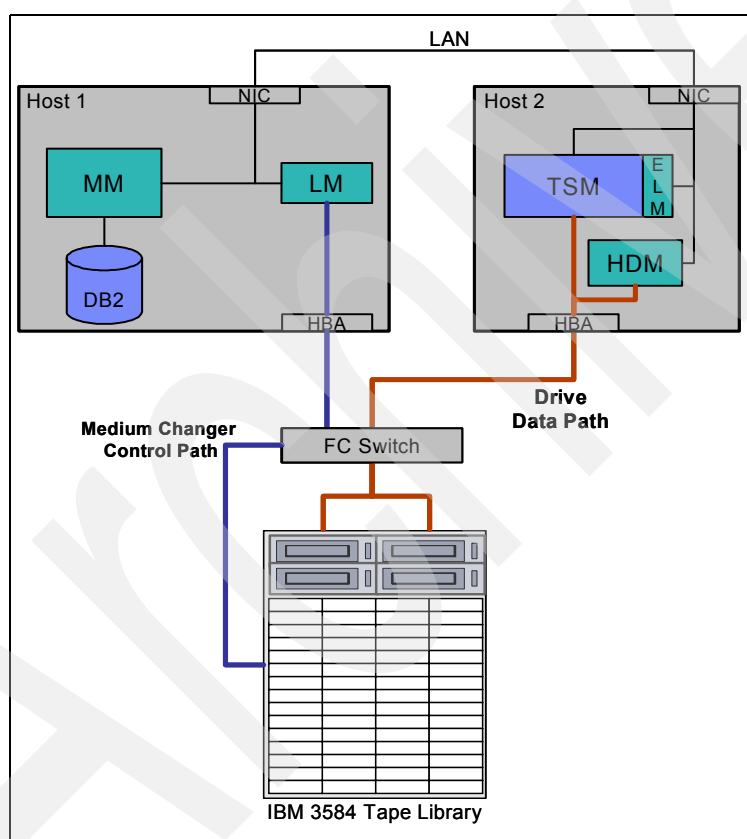 LAN
Host 1
NIC
Host 2
NIC
MM
LM
TSM
E
L
M
HDM
DB2
HBA
HBA
Drive
Data Path
Medium Changer
Control Path
FC Switch
IBM 3584 Tape Library